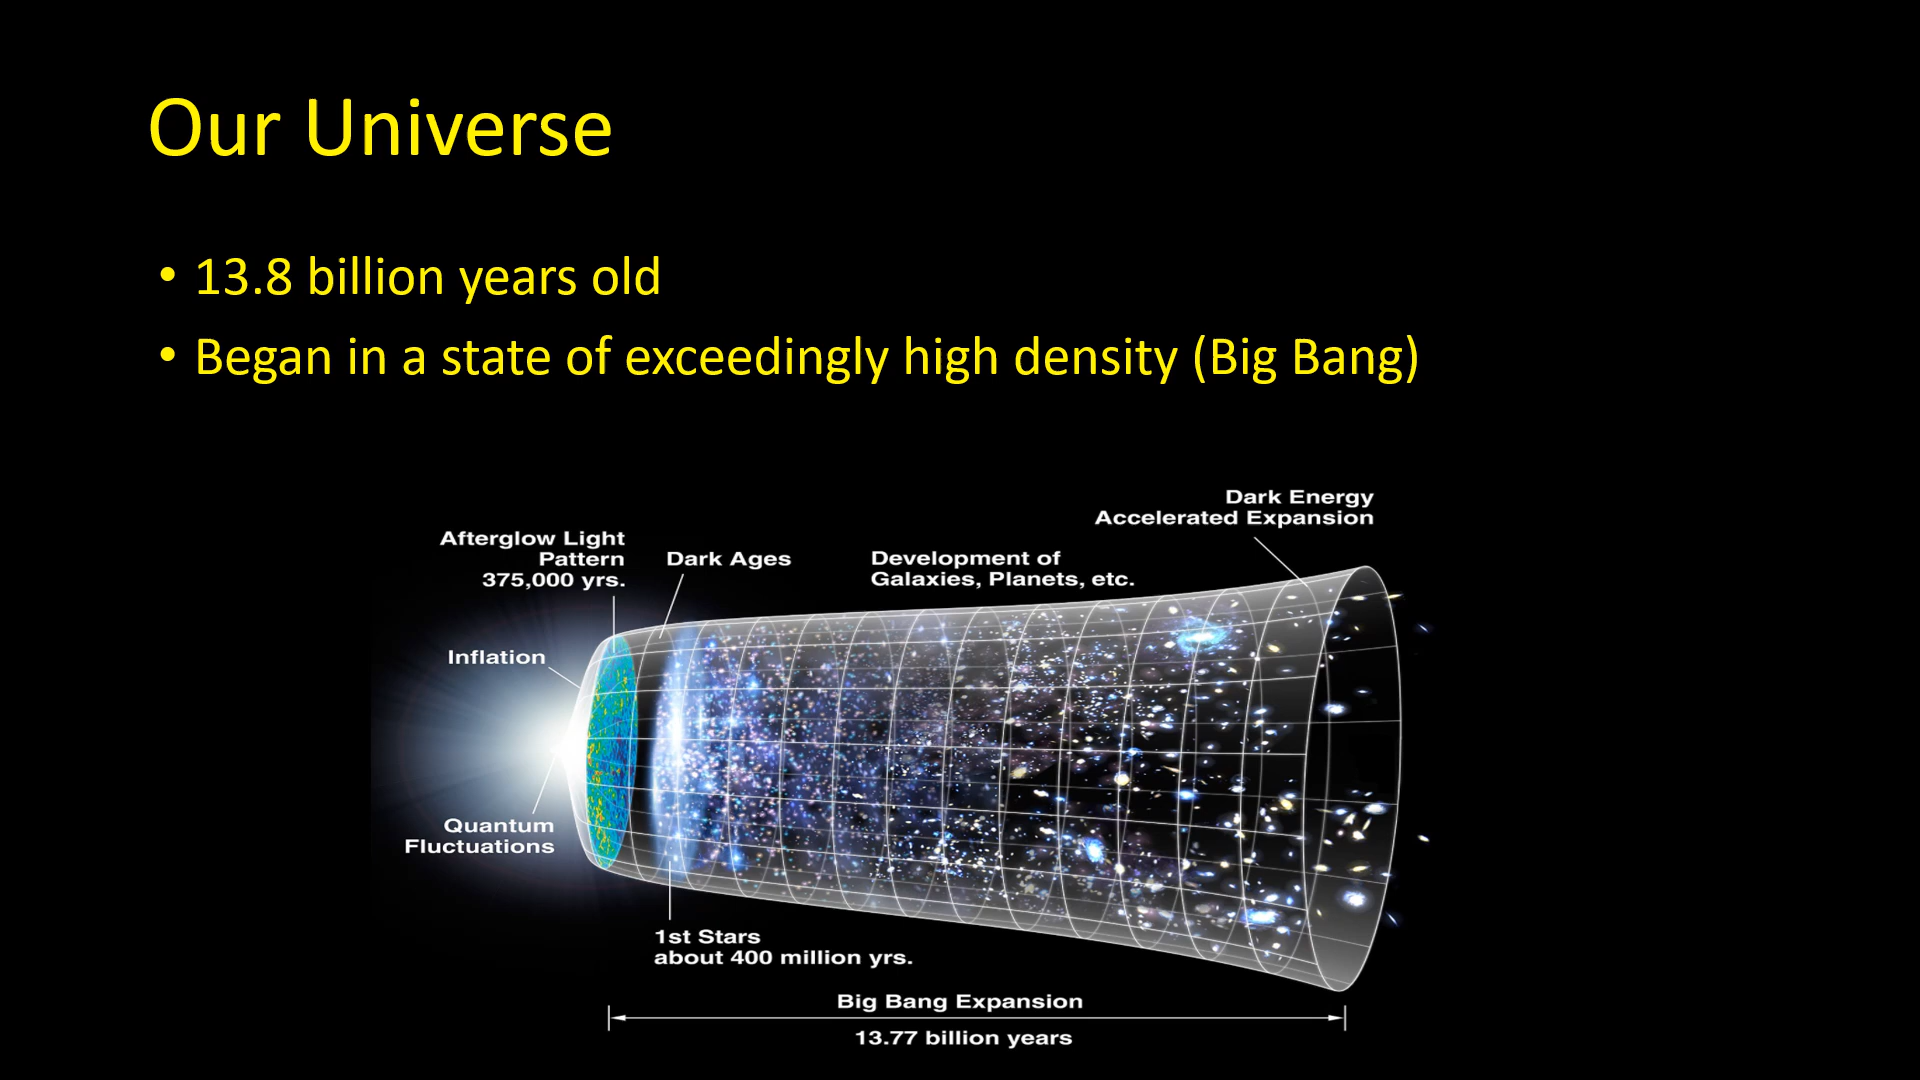 Our Universe
• 13.8 billion years old
• Began in a state of exceedingly high density (Big Bang)
Dark Energy
Accelerated Expansion
Afterglow Light
Pattern
375,000 yrs.
Dark Ages
Development of
Galaxies, Planets, etc.
Inflation
Quantum
Fluctuations
1st Stars
about 400 million yrs.
Big Bang Expansion
13.77 billion years